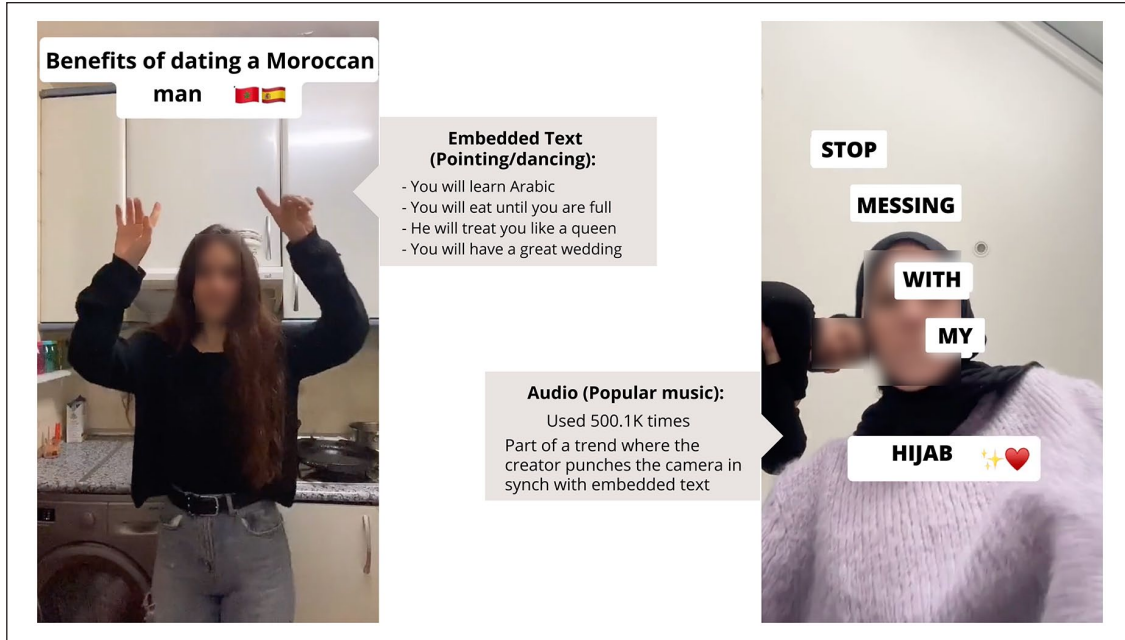 Benefits of dating a Moroccan
man 🇲🇦🇪🇸
Embedded Text
(Pointing/dancing):
- You will learn Arabic
- You will eat until you are full
- He will treat you like a queen
- You will have a great wedding
Audio (Popular music):
Used 500.1K times
Part of a trend where the
creator punches the camera in
synch with embedded text
STOP
MESSING
WITH
MY
HIJAB ✨♥️